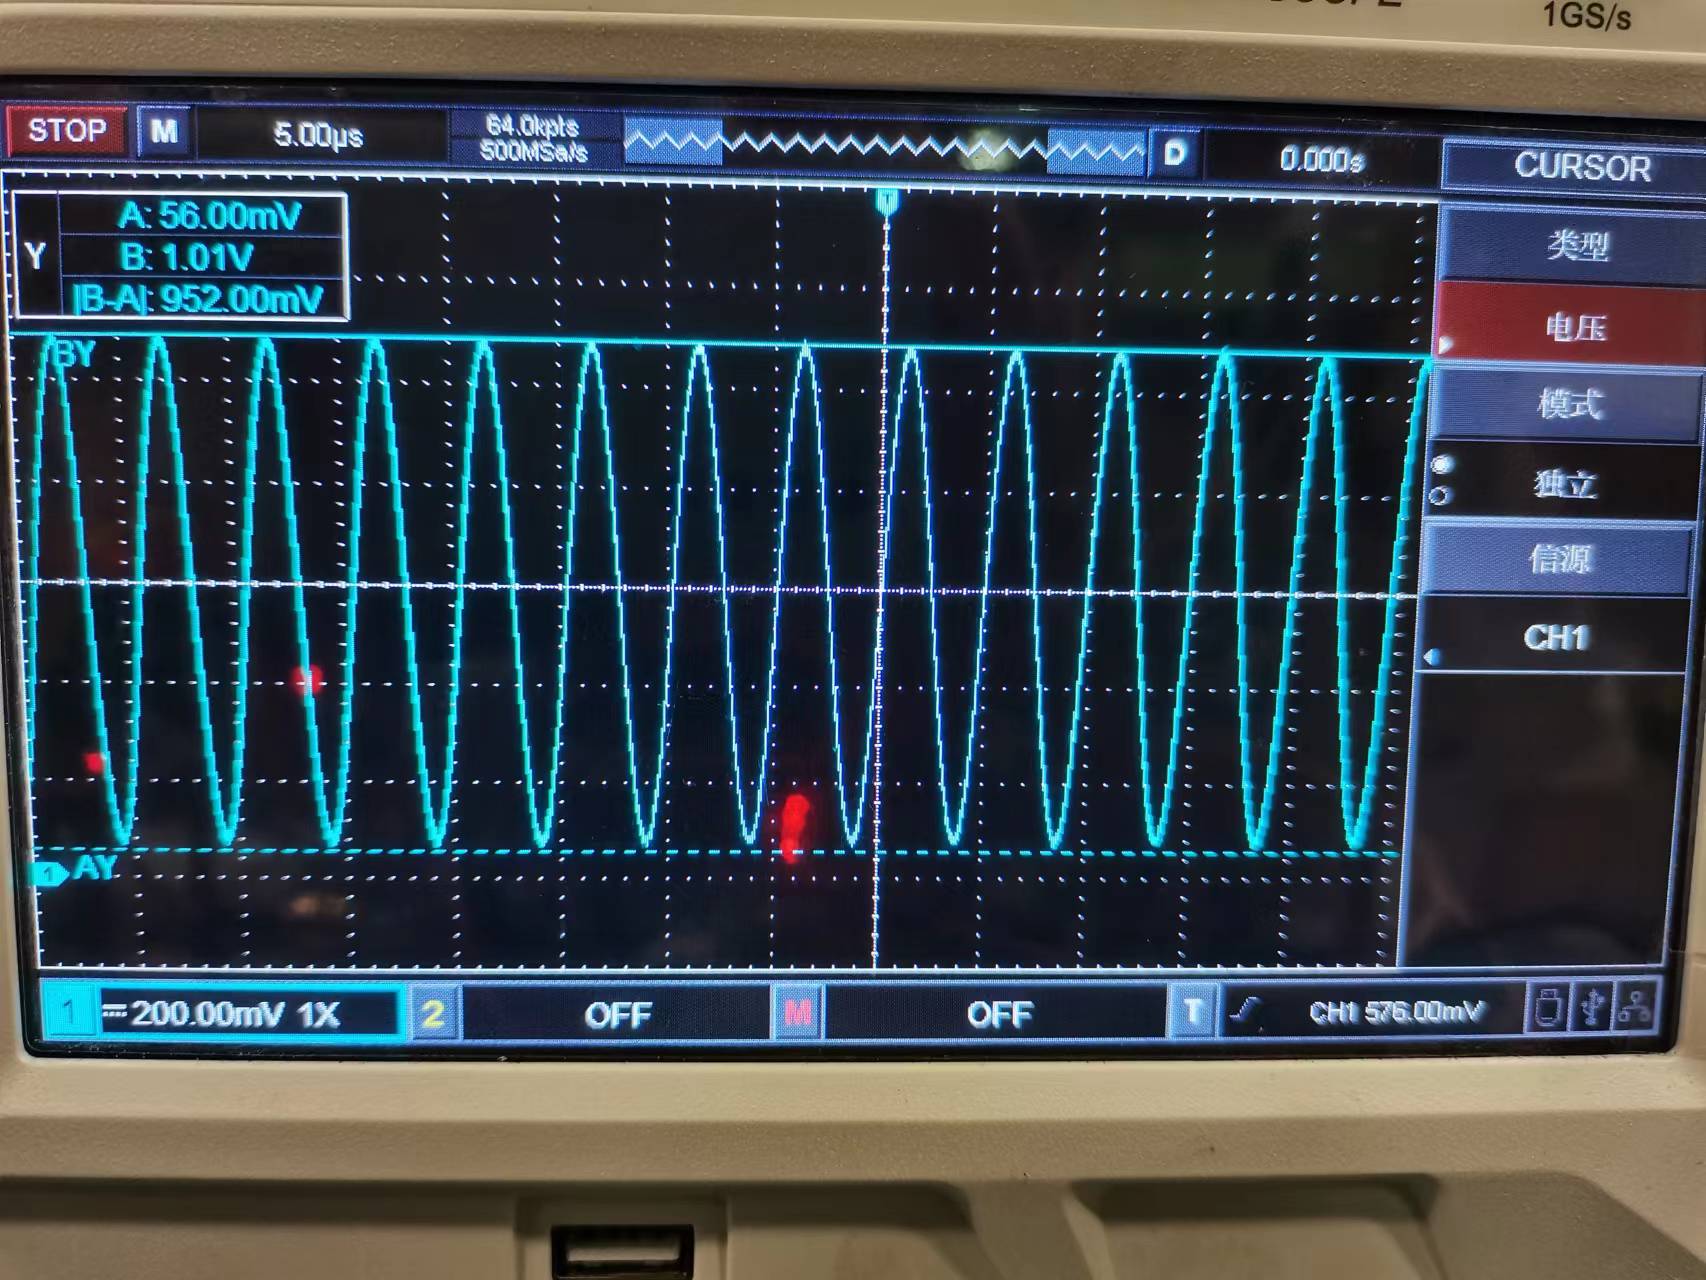 1GS/s
STOP M 5.00µs 64.0kpts D 0.000s CURSOR
500MSa/s
A: 56.00mV
Y B: 1.01V
|B-A|: 952.00mV
类型
电压
模式
独立
信源
CH1
BY
1 AY
1 200.00mV 1X 2 OFF M OFF T CH1 576.00mV